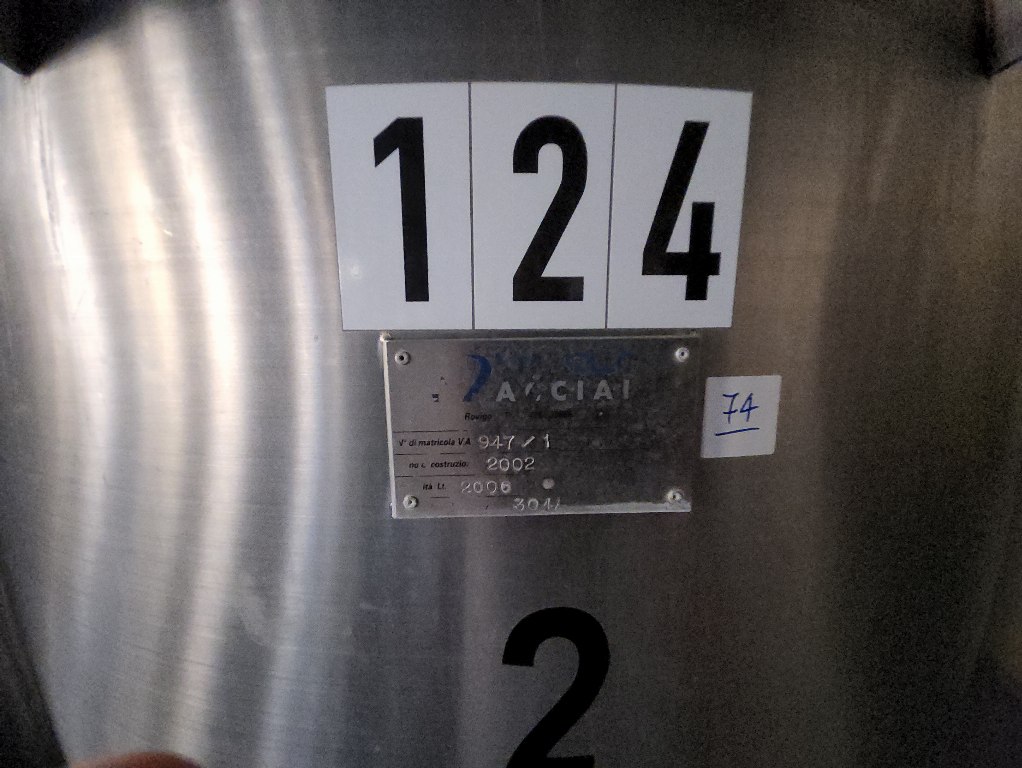 124
ACCIAI
Rovigo
N° di matricola V.A 947/1
no costruzio 2002
ità Lt. 2006
304/
74
2